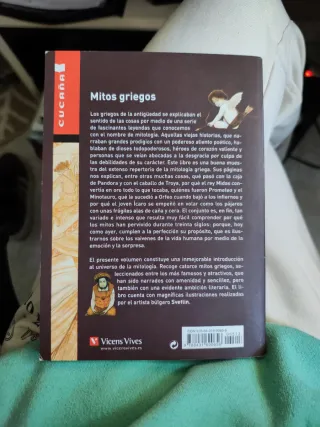 CUCAÑA
Mitos griegos
Los griegos de la antigüedad se explicaban el
sentido de las cosas por medio de una serie
de fascinantes leyendas que conocemos
con el nombre de mitología. Aquellas viejas historias, que na-
rraban grandes prodigios con un poderoso aliento poético, ha-
blaban de dioses todopoderosos, héroes de corazón valiente y
personas que se veían abocadas a la desgracia por culpa de
las debilidades de su carácter. Este libro es una buena mues-
tra del extenso repertorio de la mitología griega. Sus páginas
nos explican, entre otras muchas cosas, qué pasó con la caja
de Pandora y con el caballo de Troya, por qué el rey Midas con-
vertía en oro todo lo que tocaba, quiénes fueron Prometeo y el
Minotauro, qué le sucedió a Orfeo cuando bajó a los infiernos y
por qué el joven Ícaro se empeñó en volar como los pájaros
con unas frágiles alas de caña y cera. El conjunto es, en fin, tan
variado e intenso que resulta muy fácil comprender por qué
los mitos han pervivido durante treinta siglos: porque, hoy
como ayer, cumplen a la perfección su propósito, que es ilus-
trarnos sobre los vaivenes de la vida humana por medio de la
emoción y la sorpresa.
El presente volumen constituye una inmejorable introducción
al universo de la mitología. Recoge catorce mitos griegos, se-
leccionados entre los más famosos y atractivos, que
han sido narrados con amenidad y sencillez, pero
también con una evidente ambición literaria. El li-
bro cuenta con magníficas ilustraciones realizadas
por el artista búlgaro Svetlin.
Vicens Vives
www.vicensvives.es